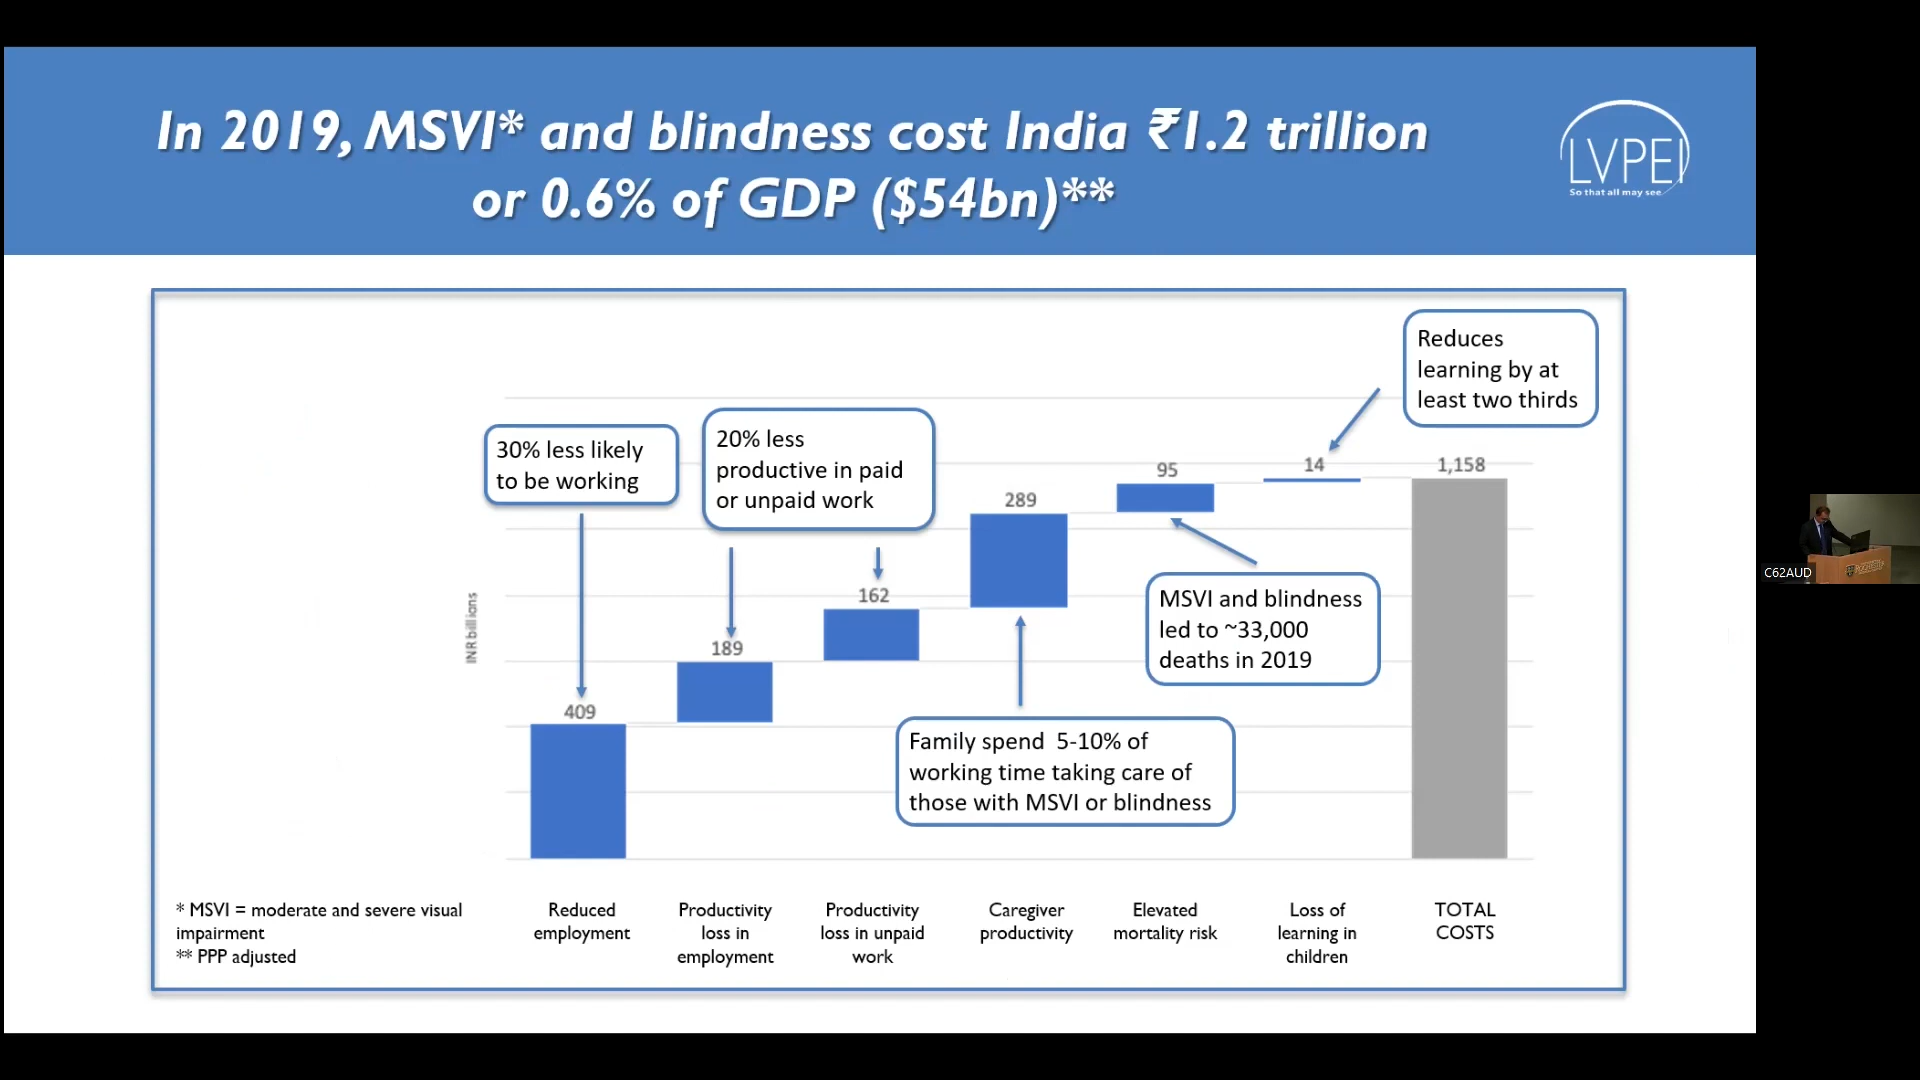 In 2019, MSVI* and blindness cost India ₹1.2 trillion
or 0.6% of GDP ($54bn)**
LVPEI
So that all may see
Reduces
learning by at
least two thirds
30% less likely
to be working
20% less
productive in paid
or unpaid work
409
189
162
289
95
14
1,158
INR billions
MSVI and blindness
led to ~33,000
deaths in 2019
Family spend 5-10% of
working time taking care of
those with MSVI or blindness
* MSVI = moderate and severe visual
impairment
** PPP adjusted
Reduced
employment
Productivity
loss in
employment
Productivity
loss in unpaid
work
Caregiver
productivity
Elevated
mortality risk
Loss of
learning in
children
TOTAL
COSTS
C62AUD